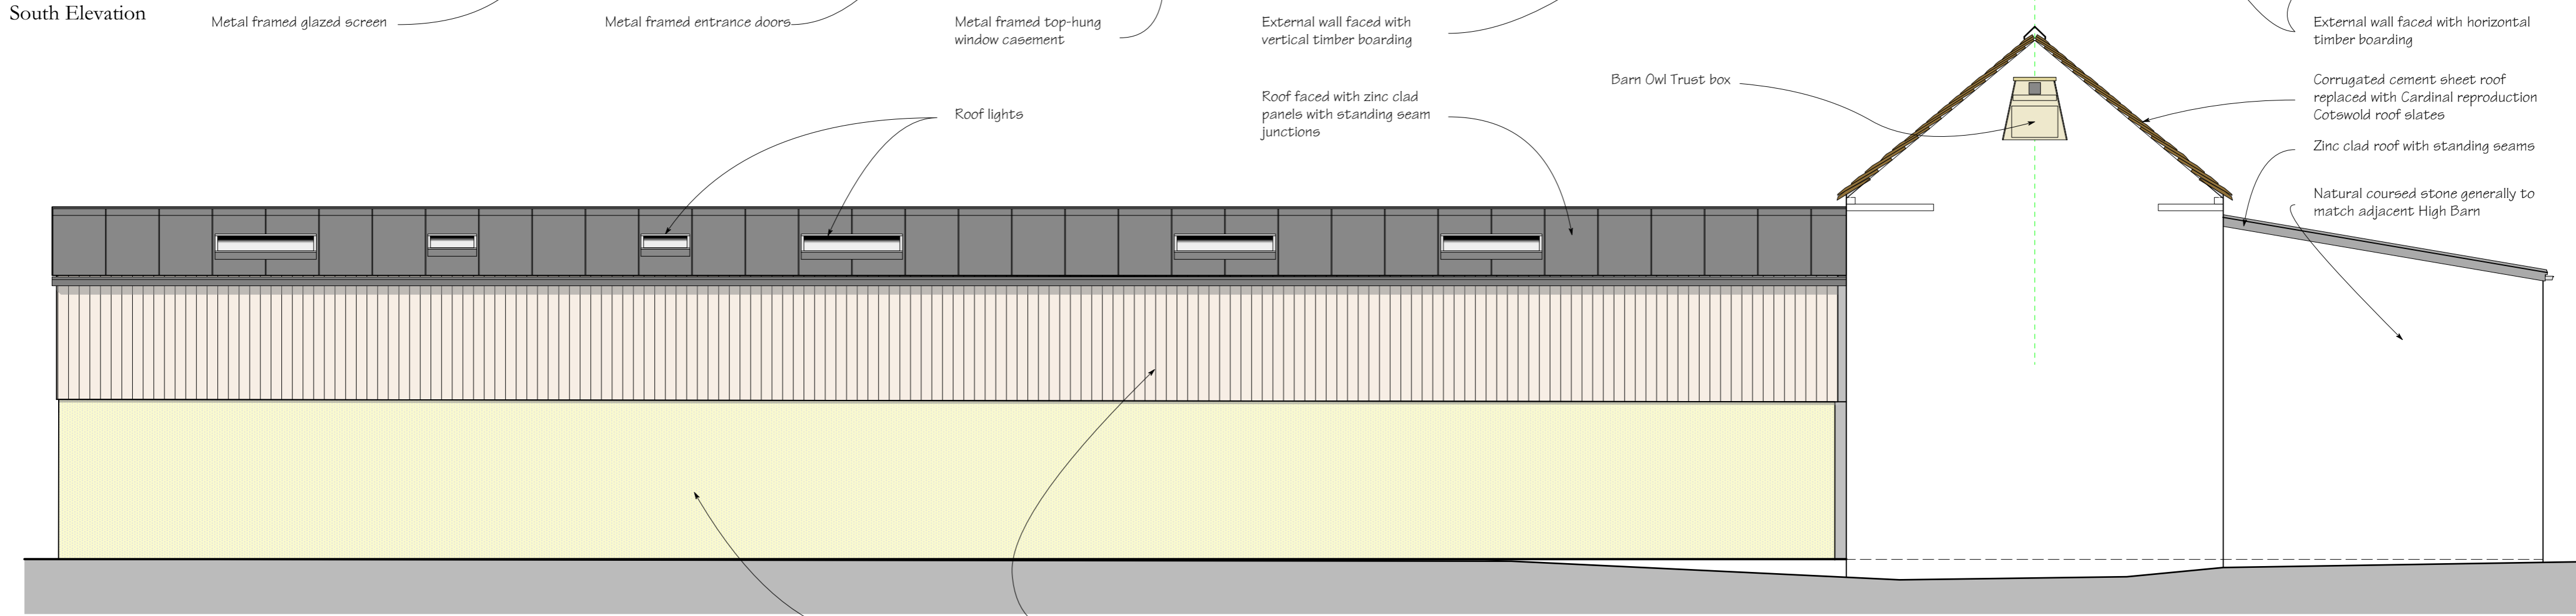 South Elevation
Metal framed glazed screen
Metal framed entrance doors
Metal framed top-hung
window casement
External wall faced with
vertical timber boarding
External wall faced with horizontal
timber boarding
Barn Owl Trust box
Corrugated cement sheet roof
replaced with Cardinal reproduction
Cotswold roof slates
Roof lights
Roof faced with zinc clad
panels with standing seam
junctions
Zinc clad roof with standing seams
Natural coursed stone generally to
match adjacent High Barn